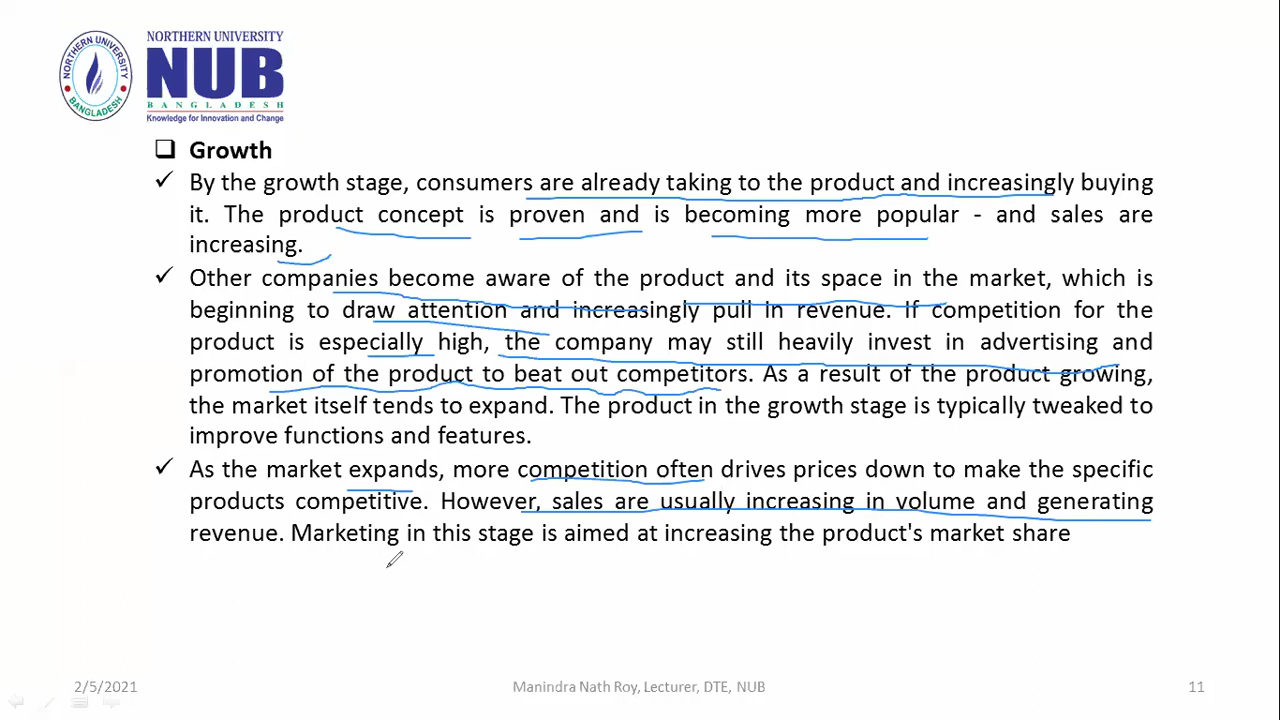 NORTHERN UNIVERSITY
BANGLADESH
NORTHERN UNIVERSITY
NUB
BANGLADESH
Knowledge for Innovation and Change
Growth
By the growth stage, consumers are already taking to the product and increasingly buying
it. The product concept is proven and is becoming more popular - and sales are
increasing.
Other companies become aware of the product and its space in the market, which is
beginning to draw attention and increasingly pull in revenue. If competition for the
product is especially high, the company may still heavily invest in advertising and
promotion of the product to beat out competitors. As a result of the product growing,
the market itself tends to expand. The product in the growth stage is typically tweaked to
improve functions and features.
As the market expands, more competition often drives prices down to make the specific
products competitive. However, sales are usually increasing in volume and generating
revenue. Marketing in this stage is aimed at increasing the product's market share
2/5/2021
Manindra Nath Roy, Lecturer, DTE, NUB
11